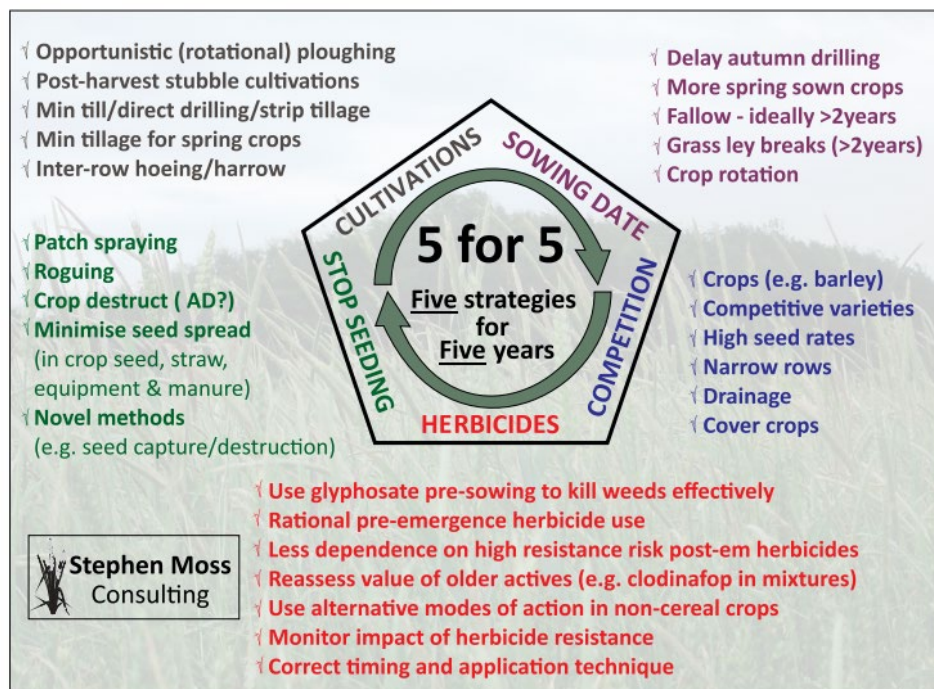 Opportunistic (rotational) ploughing
Post-harvest stubble cultivations
Min till/direct drilling/strip tillage
Min tillage for spring crops
Inter-row hoeing/harrow
Delay autumn drilling
More spring sown crops
Fallow - ideally >2years
Grass ley breaks (>2years)
Crop rotation
CULTIVATIONS
SOWING DATE
STOP SEEDING
COMPETITION
HERBICIDES
5 for 5
Five strategies
for
Five years
Patch spraying
Roguing
Crop destruct ( AD?)
Minimise seed spread
(in crop seed, straw,
equipment & manure)
Novel methods
(e.g. seed capture/destruction)
Crops (e.g. barley)
Competitive varieties
High seed rates
Narrow rows
Drainage
Cover crops
Use glyphosate pre-sowing to kill weeds effectively
Rational pre-emergence herbicide use
Less dependence on high resistance risk post-em herbicides
Reassess value of older actives (e.g. clodinafop in mixtures)
Use alternative modes of action in non-cereal crops
Monitor impact of herbicide resistance
Correct timing and application technique
Stephen Moss
Consulting